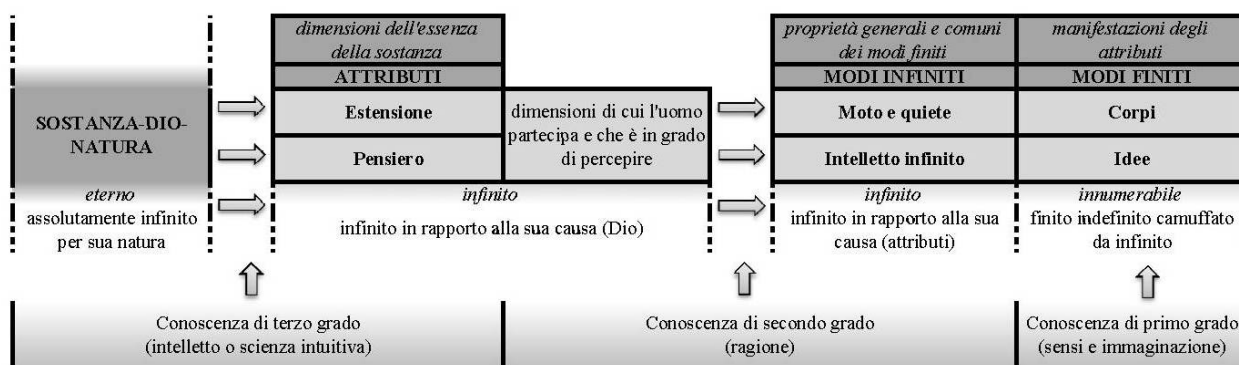 dimensioni dell'essenza
della sostanza
proprietà generali e comuni
dei modi finiti
manifestazioni degli
attributi
ATTRIBUTI
MODI INFINITI
MODI FINITI
SOSTANZA-DIO-
NATURA
Estensione
Pensiero
dimensioni di cui l'uomo
partecipa e che è in grado
di percepire
Moto e quiete
Corpi
Intelletto infinito
Idee
eterno
assolutamente infinito
per sua natura
infinito
infinito in rapporto alla sua causa (Dio)
infinito
infinito in rapporto alla sua
causa (attributi)
innumerabile
finito indefinito camuffato
da infinito
Conoscenza di terzo grado
(intelletto o scienza intuitiva)
Conoscenza di secondo grado
(ragione)
Conoscenza di primo grado
(sensi e immaginazione)